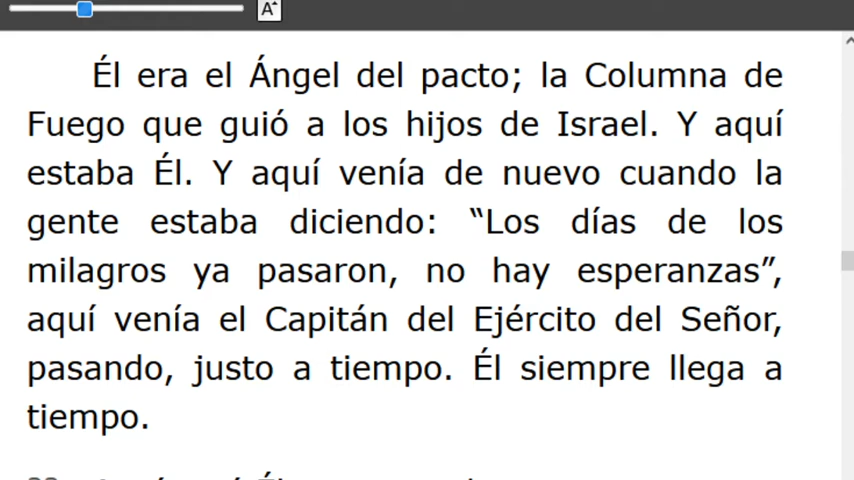 Él era el Ángel del pacto; la Columna de
Fuego que guió a los hijos de Israel. Y aquí
estaba Él. Y aquí venía de nuevo cuando la
gente estaba diciendo: “Los días de los
milagros ya pasaron, no hay esperanzas”,
aquí venía el Capitán del Ejército del Señor,
pasando, justo a tiempo. Él siempre llega a
tiempo.